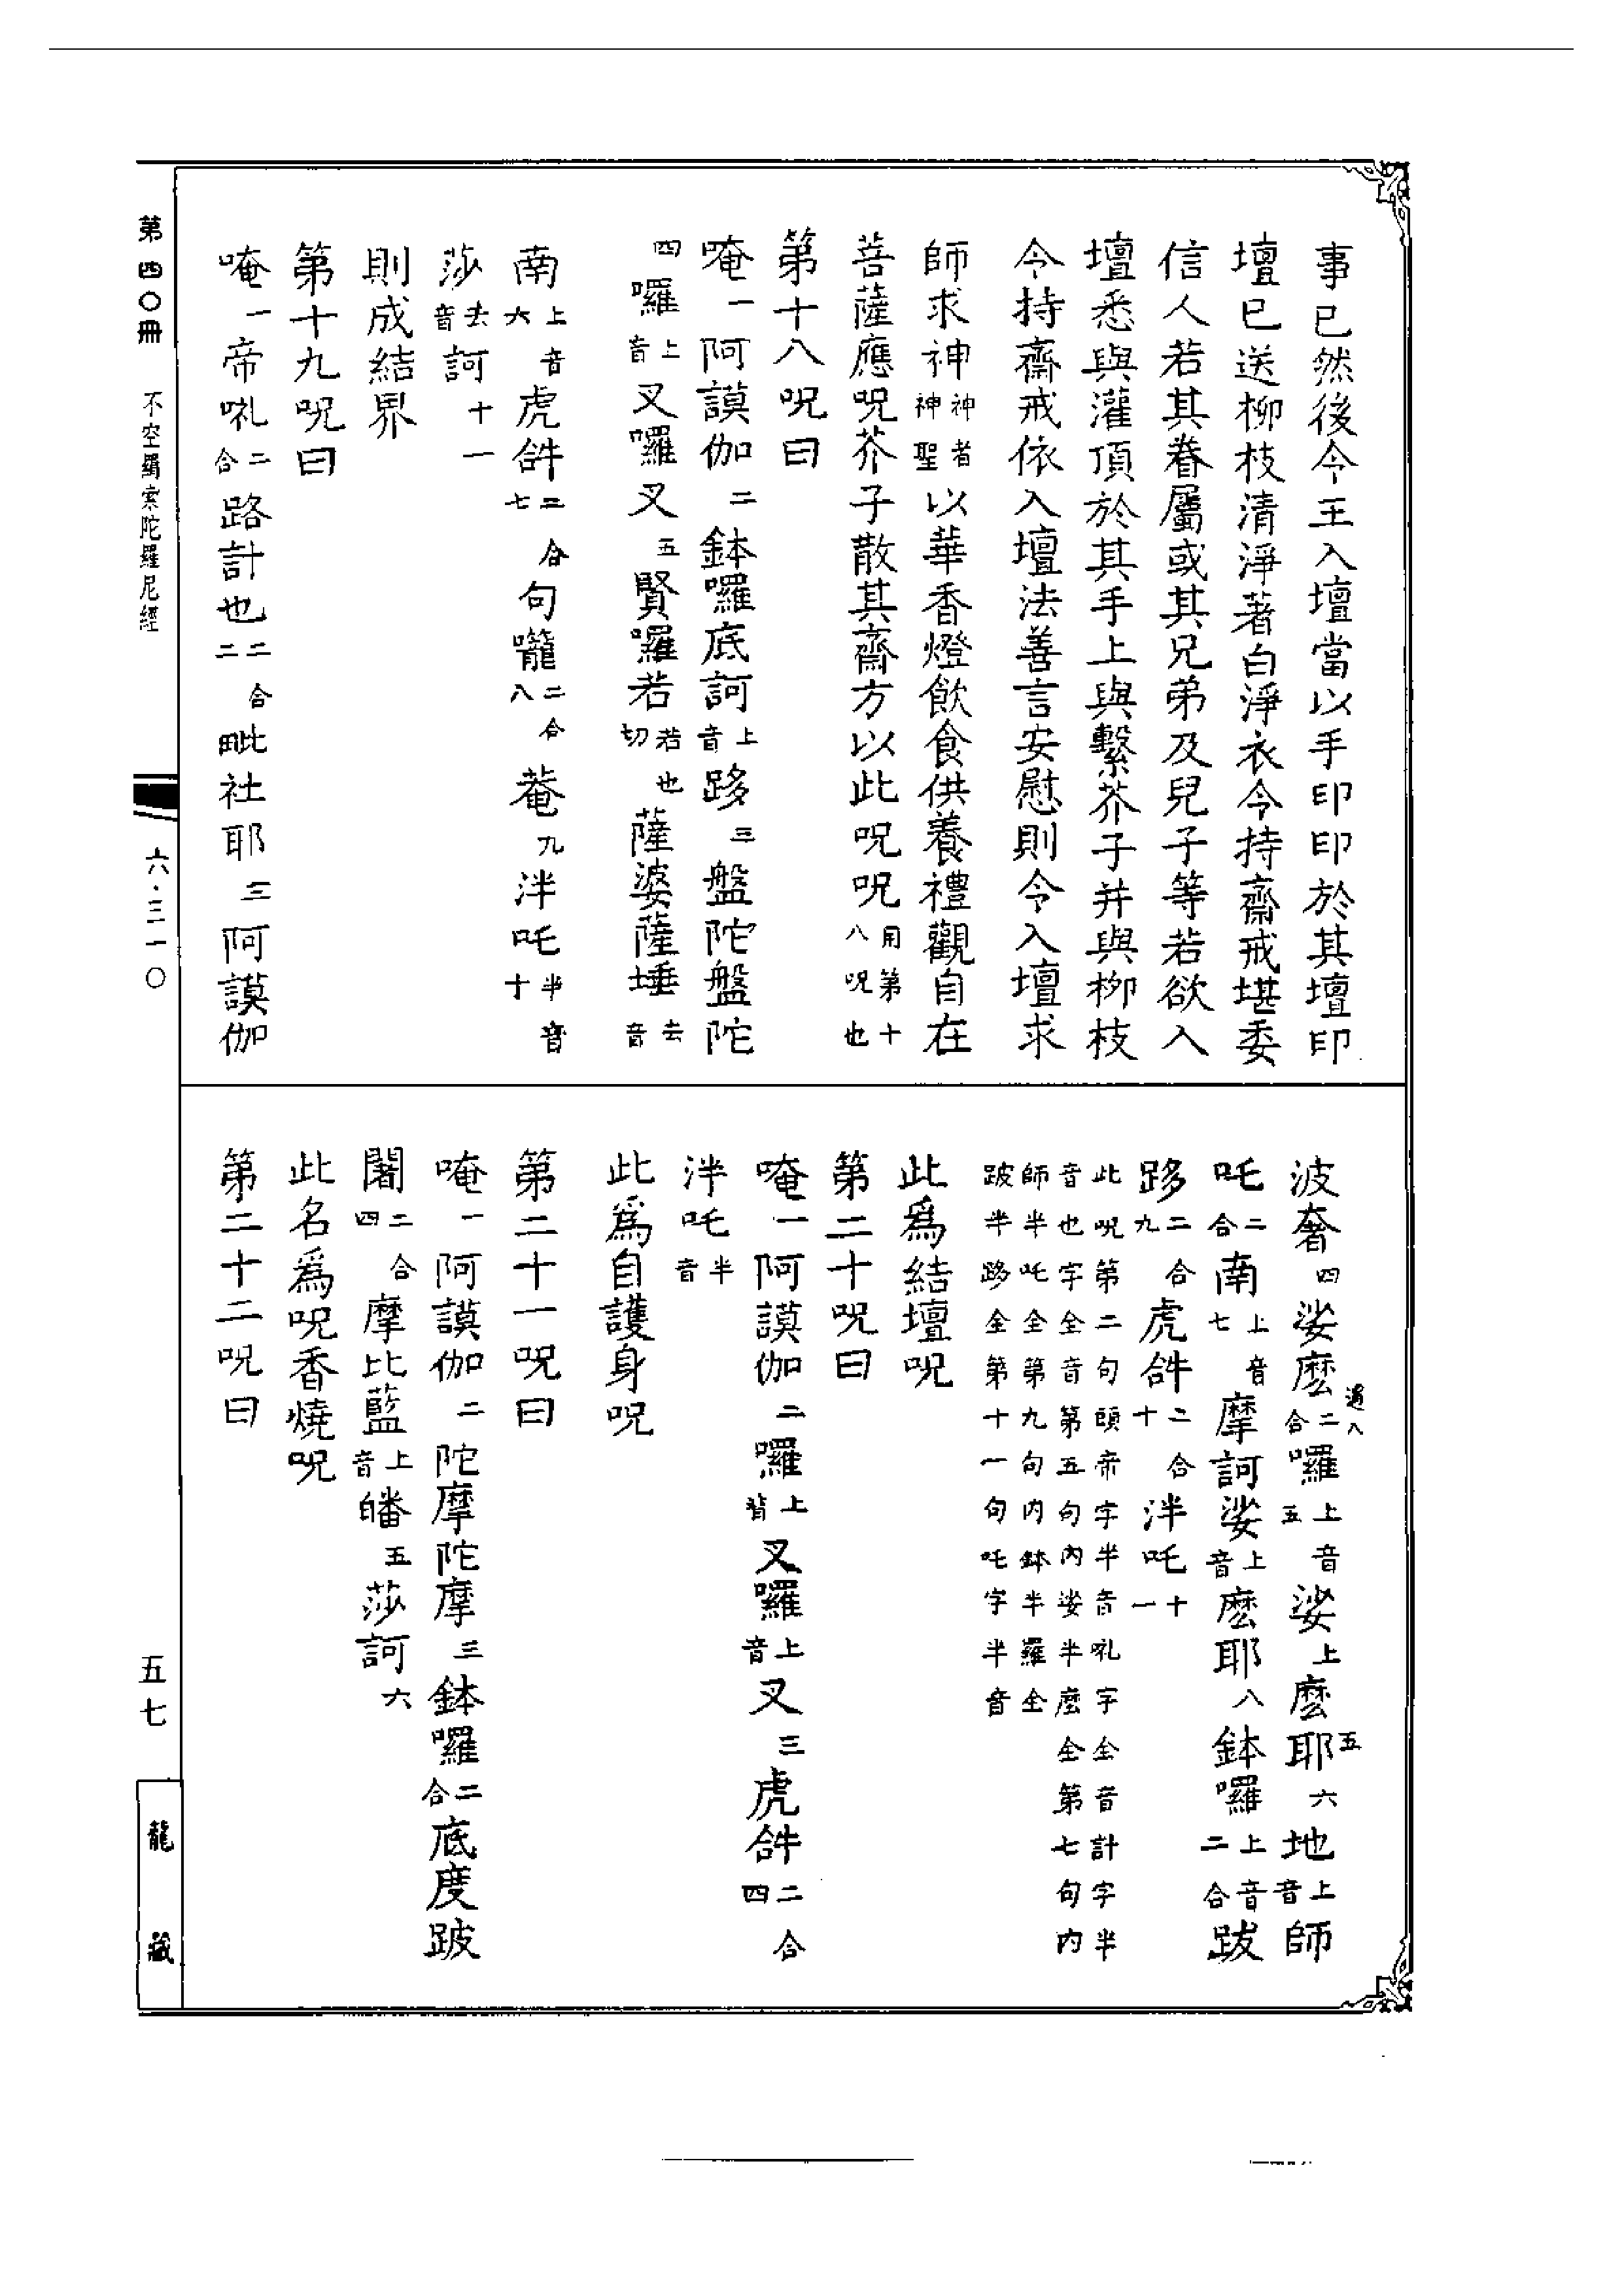 事已然後令王入壇當以手印印於其壇印
壇已送柳枝清淨著白淨衣令持齋戒堪委
信人若其眷屬或其兄弟及兒子等若欲入
壇悉與灌頂於其手上與繫芥子并與柳枝
令持齋戒依入壇法善言安慰則令入壇求
師求神神者神聖以華香燈飲食供養禮觀自在
菩薩應呪芥子散其齋方以此呪呪用第十八呪也
第十八呪曰
唵一阿謨伽二鉢囉底訶上音跢三盤陀盤陀
四囉上音叉囉叉五賢囉若若也切薩婆薩埵去音
南上音六虎𤙖二合七句嚨二合八菴九泮吒半音十
莎去音訶十一
則成結界
第十九呪曰
唵一帝𠯆二合路計也二合二毗社耶三阿謨伽
波奢四娑麽二合囉上音五娑上麽耶六地上音師
吒二合南上音七摩訶娑上音麽耶八鉢囉上音二合跋
跢二合九虎𤙖二合十泮吒十一
此呪第二句頭帝字半音𠯆字全音計字半
音也字全音第五句內娑半麽全第七句內
師半吒全第九句內鉢半羅全
跛半跢全第十一句吒字半音
此為結壇呪
第二十呪曰
唵一阿謨伽二囉上音叉囉上音叉三虎𤙖二合四
泮吒半音
此為自護身呪
第二十一呪曰
唵一阿謨伽二陀摩陀摩三鉢囉二合底度跛
闍二合四摩比藍上音皤五莎訶六
此名為呪香燒呪
第二十二呪曰
第四〇冊
不空羂索陀羅尼經
六·三一〇
五七
龍藏
五